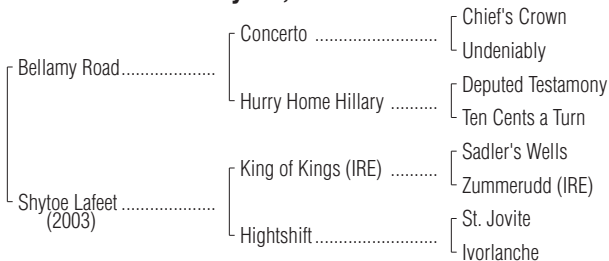 Chief's Crown
Concerto ......................
Undeniably
Bellamy Road..................
Deputed Testamony
Hurry Home Hillary .........
Ten Cents a Turn
Sadler's Wells
King of Kings (IRE) .........
Zummerudd (IRE)
Shytoe Lafeet ..................
(2003)
St. Jovite
Hightshift.......................
Ivorlanche